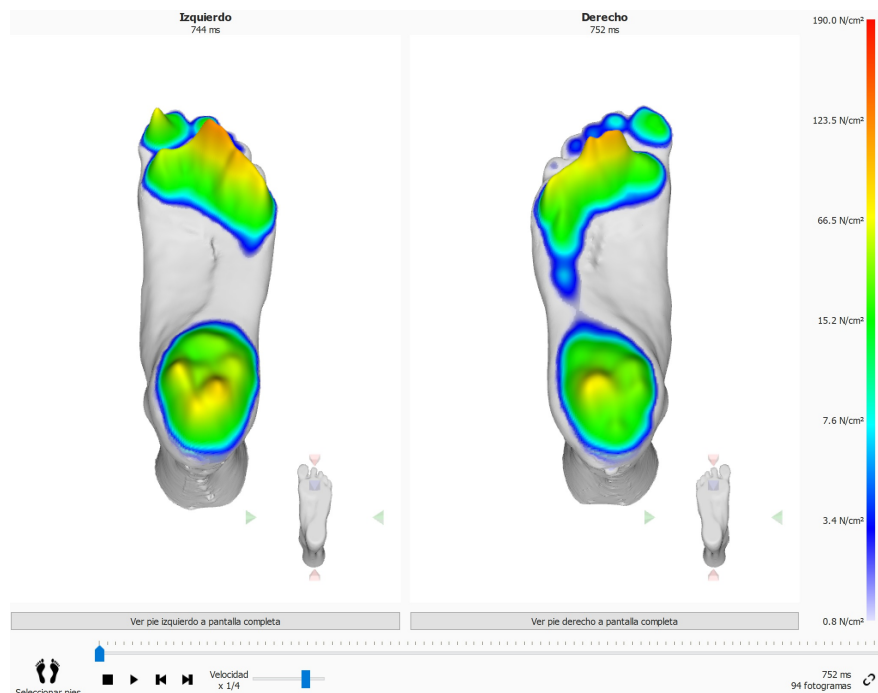 Izquierdo
744 ms
Derecho
752 ms
190.0 N/cm²
123.5 N/cm²
66.5 N/cm²
15.2 N/cm²
7.6 N/cm²
3.4 N/cm²
0.8 N/cm²
Ver pie izquierdo a pantalla completa
Ver pie derecho a pantalla completa
Velocidad
x 1/4
752 ms
94 fotogramas
Seleccionar pies